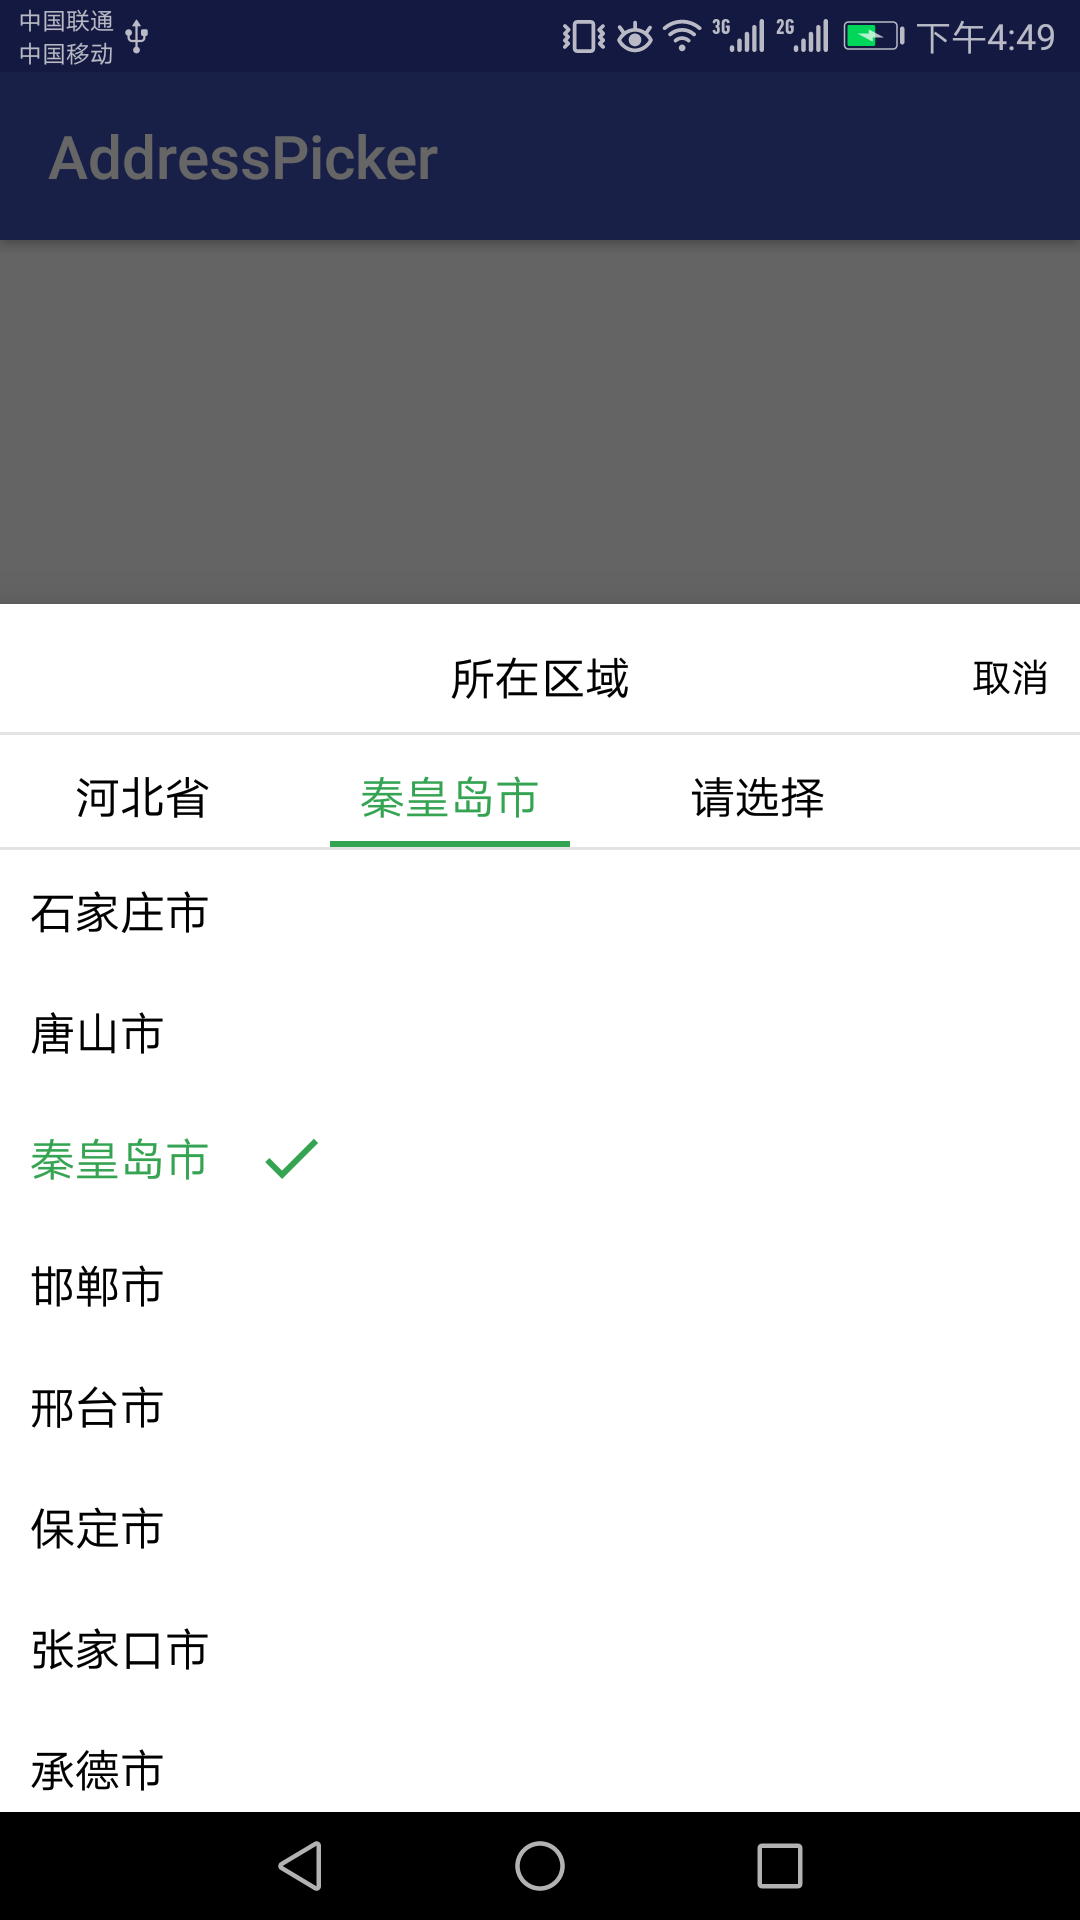 中国联通
中国移动
3G
2G
下午4:49
AddressPicker
所在区域
取消
河北省
秦皇岛市
请选择
石家庄市
唐山市
秦皇岛市
邯郸市
邢台市
保定市
张家口市
承德市